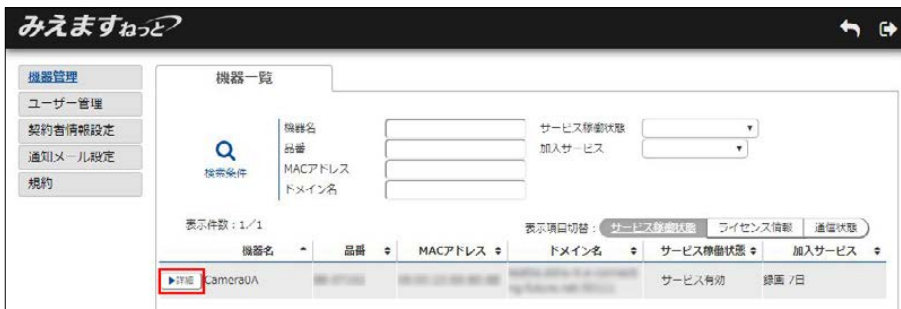 みえますねっと
機器管理
ユーザー管理
契約者情報設定
通知メール設定
規約
機器一覧
検索条件
機器名
品番
MACアドレス
ドメイン名
サービス稼働状態
加入サービス
表示件数：1／1
表示項目切替： サービス稼働状態 ライセンス情報 通信状態
機器名 品番 MACアドレス ドメイン名 サービス稼働状態 加入サービス
▶詳細 Camera0A サービス有効 録画 7日